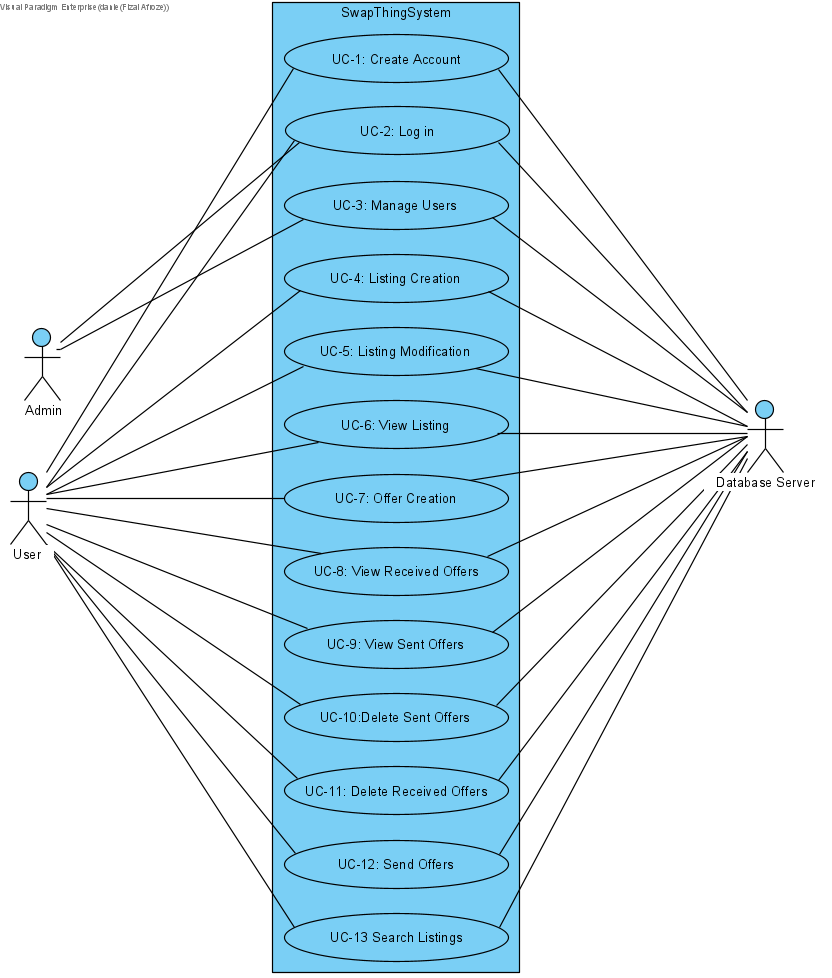 Visual Paradigm Enterprise
SwapThingSystem
UC-1: Create Account
UC-2: Log in
UC-3: Manage Users
UC-4: Listing Creation
UC-5: Listing Modification
UC-6: View Listing
UC-7: Offer Creation
UC-8: View Received Offers
UC-9: View Sent Offers
UC-10:Delete Sent Offers
UC-11: Delete Received Offers
UC-12: Send Offers
UC-13 Search Listings
Admin
User
Database Server